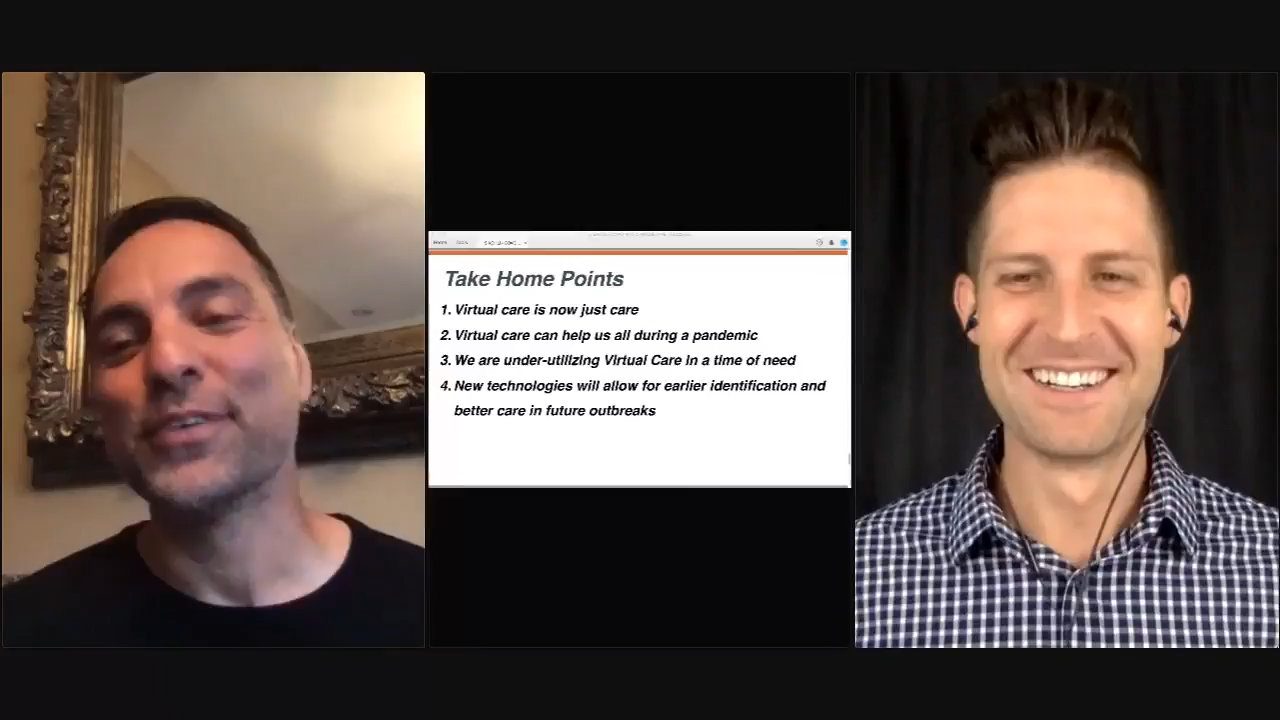 Take Home Points
1. Virtual care is now just care
2. Virtual care can help us all during a pandemic
3. We are under-utilizing Virtual Care in a time of need
4. New technologies will allow for earlier identification and
better care in future outbreaks